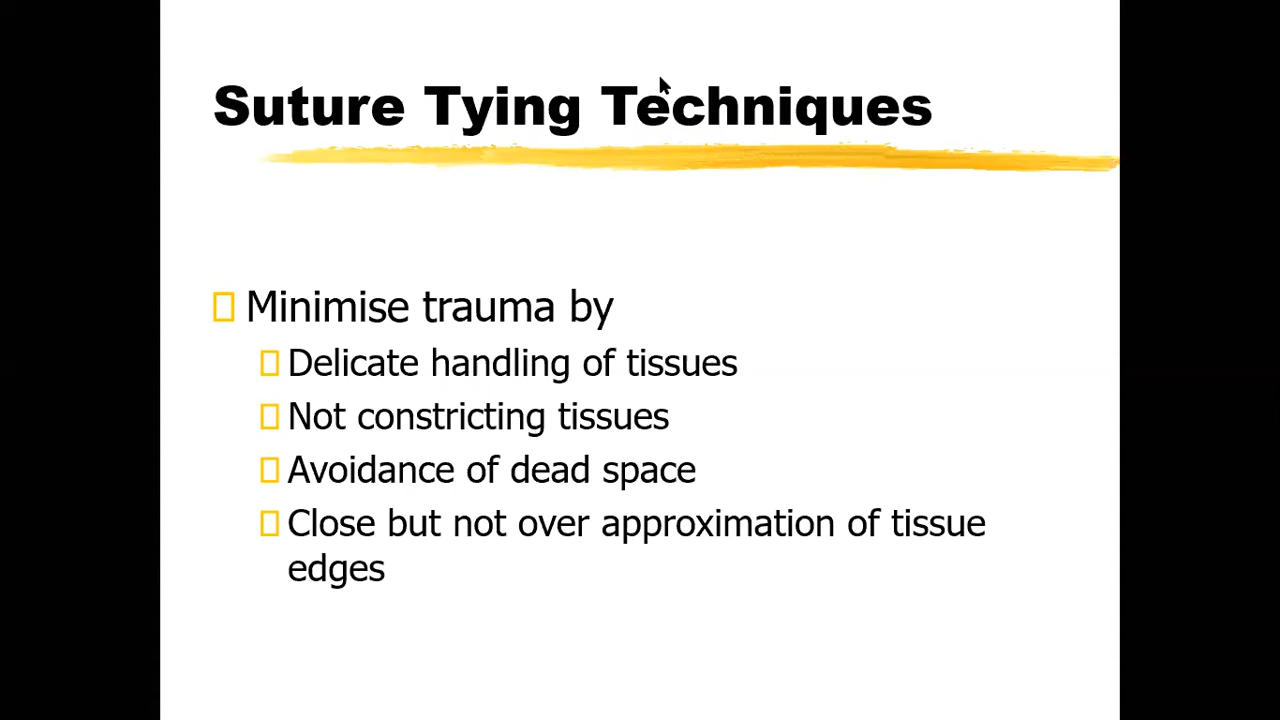 Suture Tying Techniques
Minimise trauma by
Delicate handling of tissues
Not constricting tissues
Avoidance of dead space
Close but not over approximation of tissue
edges